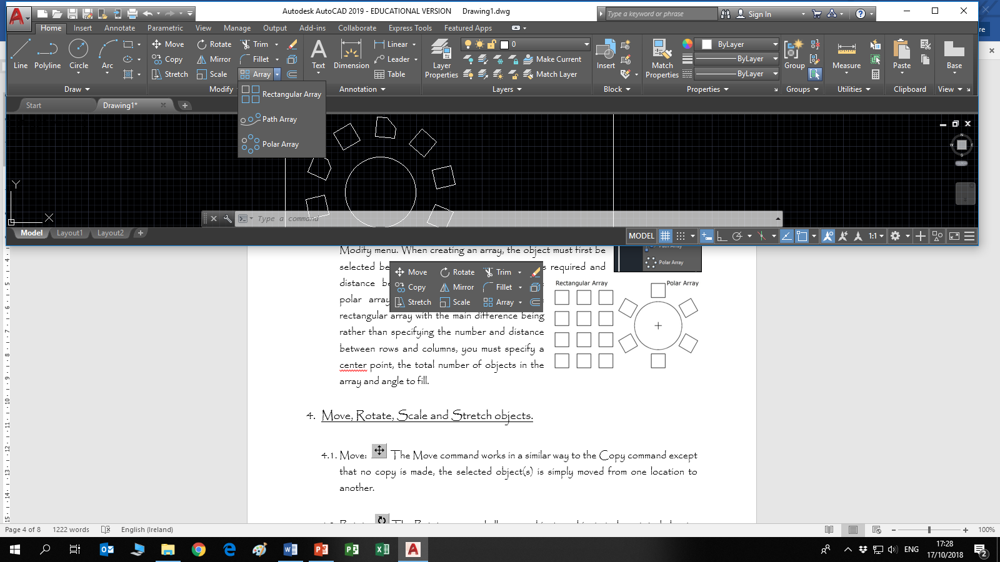 Autodesk AutoCAD 2019 - EDUCATIONAL VERSION Drawing1.dwg
Type a keyword or phrase
Sign In
Home Insert Annotate Parametric View Manage Output Add-ins Collaborate Express Tools Featured Apps
re
Line Polyline Circle Arc
Move Rotate Trim
Copy Mirror Fillet
Stretch Scale Array
Text Dimension
Linear
Leader
Table
Layer
Properties
0
Make Current
Match Layer
Insert
Match
Properties
ByLayer
ByLayer
ByLayer
Group
Measure
Paste
Base
Draw Modify Annotation Layers Block Properties Groups Utilities Clipboard View
Rectangular Array
Path Array
Polar Array
Start Drawing1*
N
W E
S
Y
X
Type a command
Model Layout1 Layout2
MODEL 1:1
Modify menu. When creating an array, the object must first be
selected be
s required and
distance be
polar array
rectangular array with the main difference being
rather than specifying the number and distance
between rows and columns, you must specify a
center point, the total number of objects in the
array and angle to fill.
Move Rotate Trim
Copy Mirror Fillet
Stretch Scale Array
Path Array
Polar Array
Rectangular Array Polar Array
4. Move, Rotate, Scale and Stretch objects.
4.1. Move: The Move command works in a similar way to the Copy command except
that no copy is made, the selected object(s) is simply moved from one location to
another.
Page 4 of 8 1222 words English (Ireland) 100%
ENG
17:28
17/10/2018
2